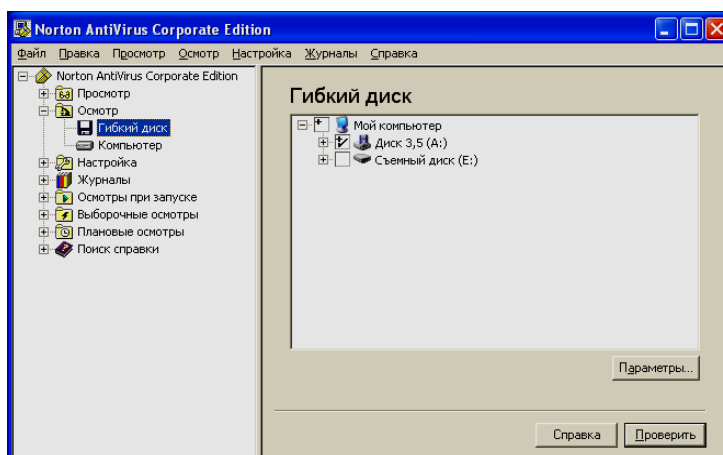 Norton AntiVirus Corporate Edition
Файл Правка Просмотр Осмотр Настройка Журналы Справка
Norton AntiVirus Corporate Edition
Просмотр
Осмотр
Гибкий диск
Компьютер
Настройка
Журналы
Осмотры при запуске
Выборочные осмотры
Плановые осмотры
Поиск справки
Гибкий диск
Мой компьютер
Диск 3,5 (A:)
Съемный диск (E:)
Параметры...
Справка Проверить